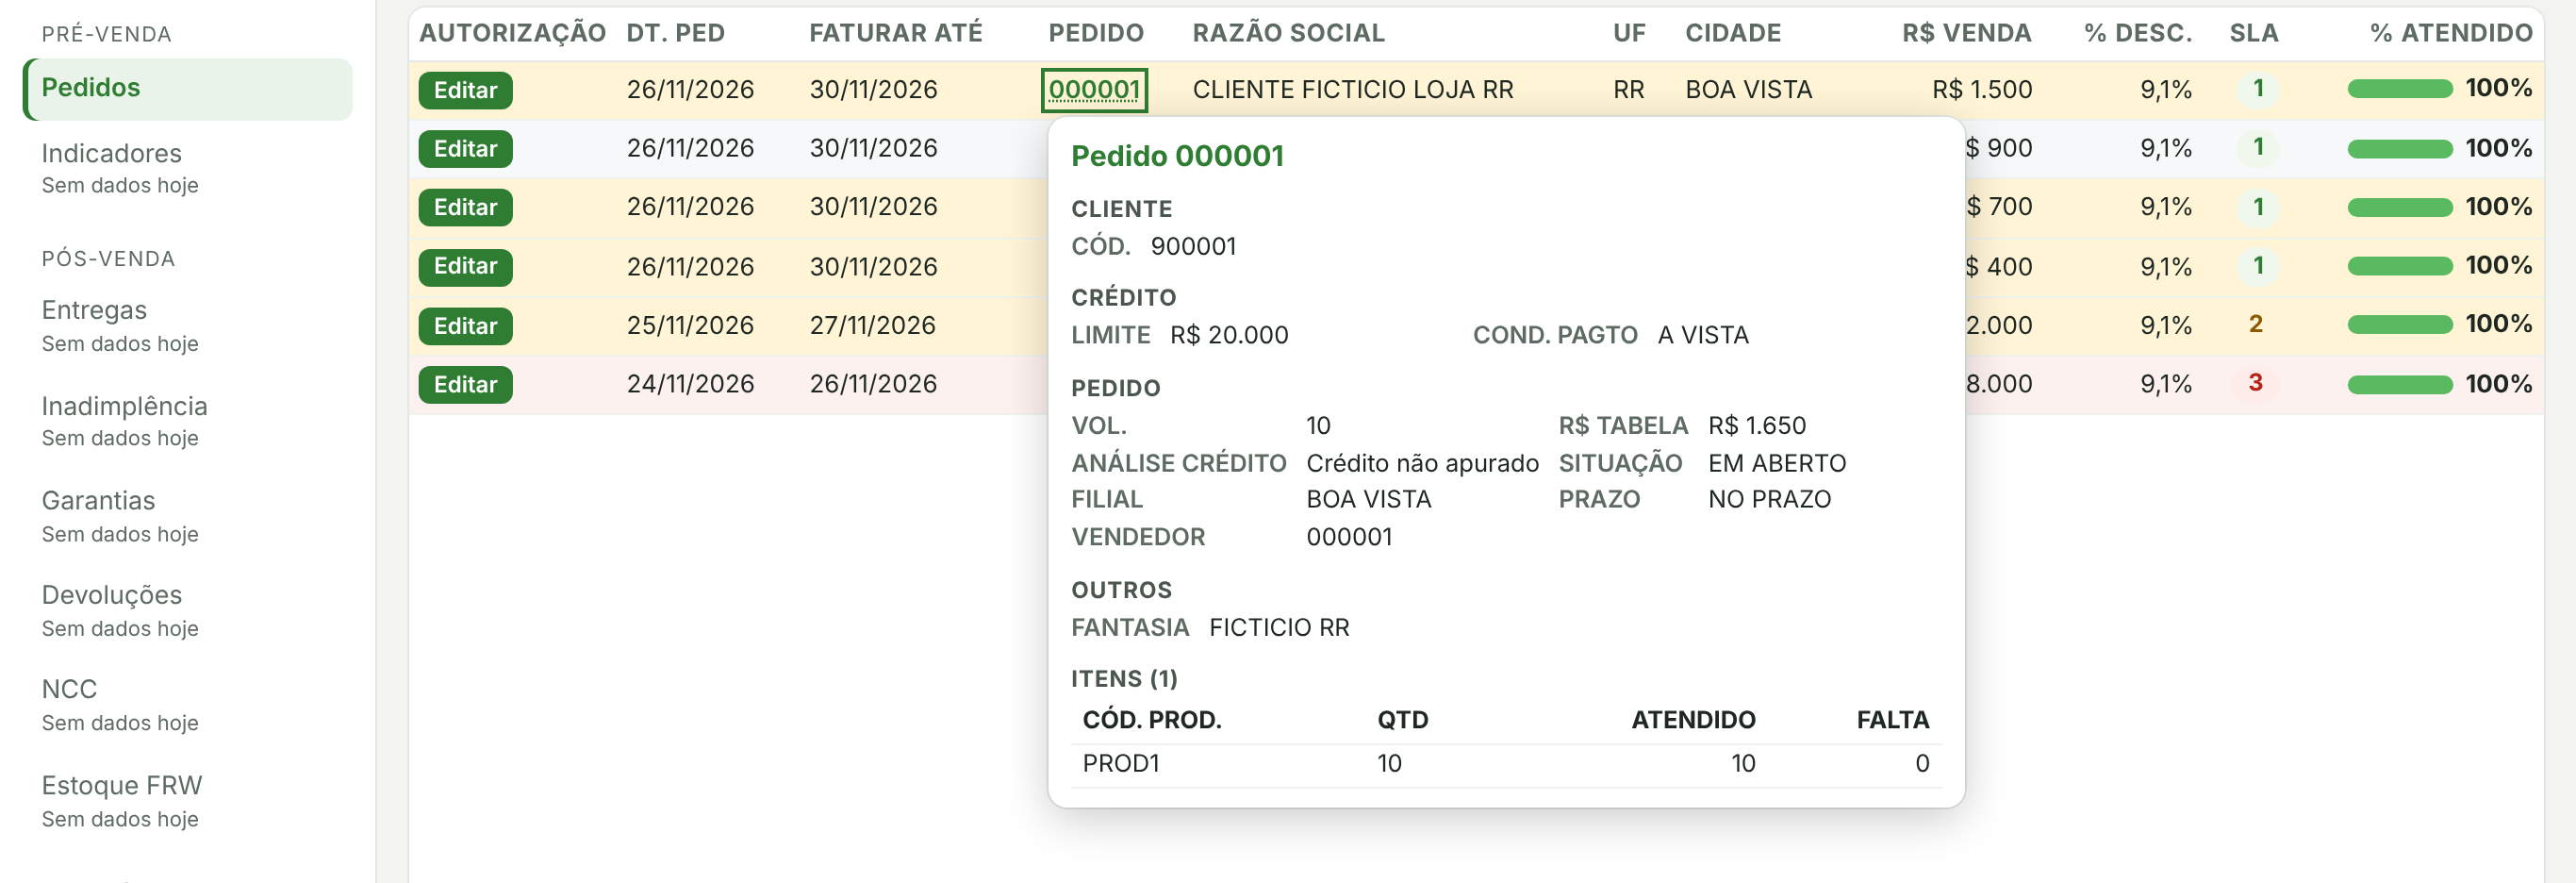 PRÉ-VENDA
Pedidos
Indicadores
Sem dados hoje
PÓS-VENDA
Entregas
Sem dados hoje
Inadimplência
Sem dados hoje
Garantias
Sem dados hoje
Devoluções
Sem dados hoje
NCC
Sem dados hoje
Estoque FRW
Sem dados hoje
AUTORIZAÇÃO DT. PED FATURAR ATÉ PEDIDO RAZÃO SOCIAL UF CIDADE R$ VENDA % DESC. SLA % ATENDIDO
Editar 26/11/2026 30/11/2026 000001 CLIENTE FICTICIO LOJA RR RR BOA VISTA R$ 1.500 9,1% 1 100%
Editar 26/11/2026 30/11/2026 $ 900 9,1% 1 100%
Editar 26/11/2026 30/11/2026 $ 700 9,1% 1 100%
Editar 26/11/2026 30/11/2026 $ 400 9,1% 1 100%
Editar 25/11/2026 27/11/2026 2.000 9,1% 2 100%
Editar 24/11/2026 26/11/2026 8.000 9,1% 3 100%
Pedido 000001
CLIENTE
CÓD. 900001
CRÉDITO
LIMITE R$ 20.000 COND. PAGTO A VISTA
PEDIDO
VOL. 10 R$ TABELA R$ 1.650
ANÁLISE CRÉDITO Crédito não apurado SITUAÇÃO EM ABERTO
FILIAL BOA VISTA PRAZO NO PRAZO
VENDEDOR 000001
OUTROS
FANTASIA FICTICIO RR
ITENS (1)
CÓD. PROD. QTD ATENDIDO FALTA
PROD1 10 10 0